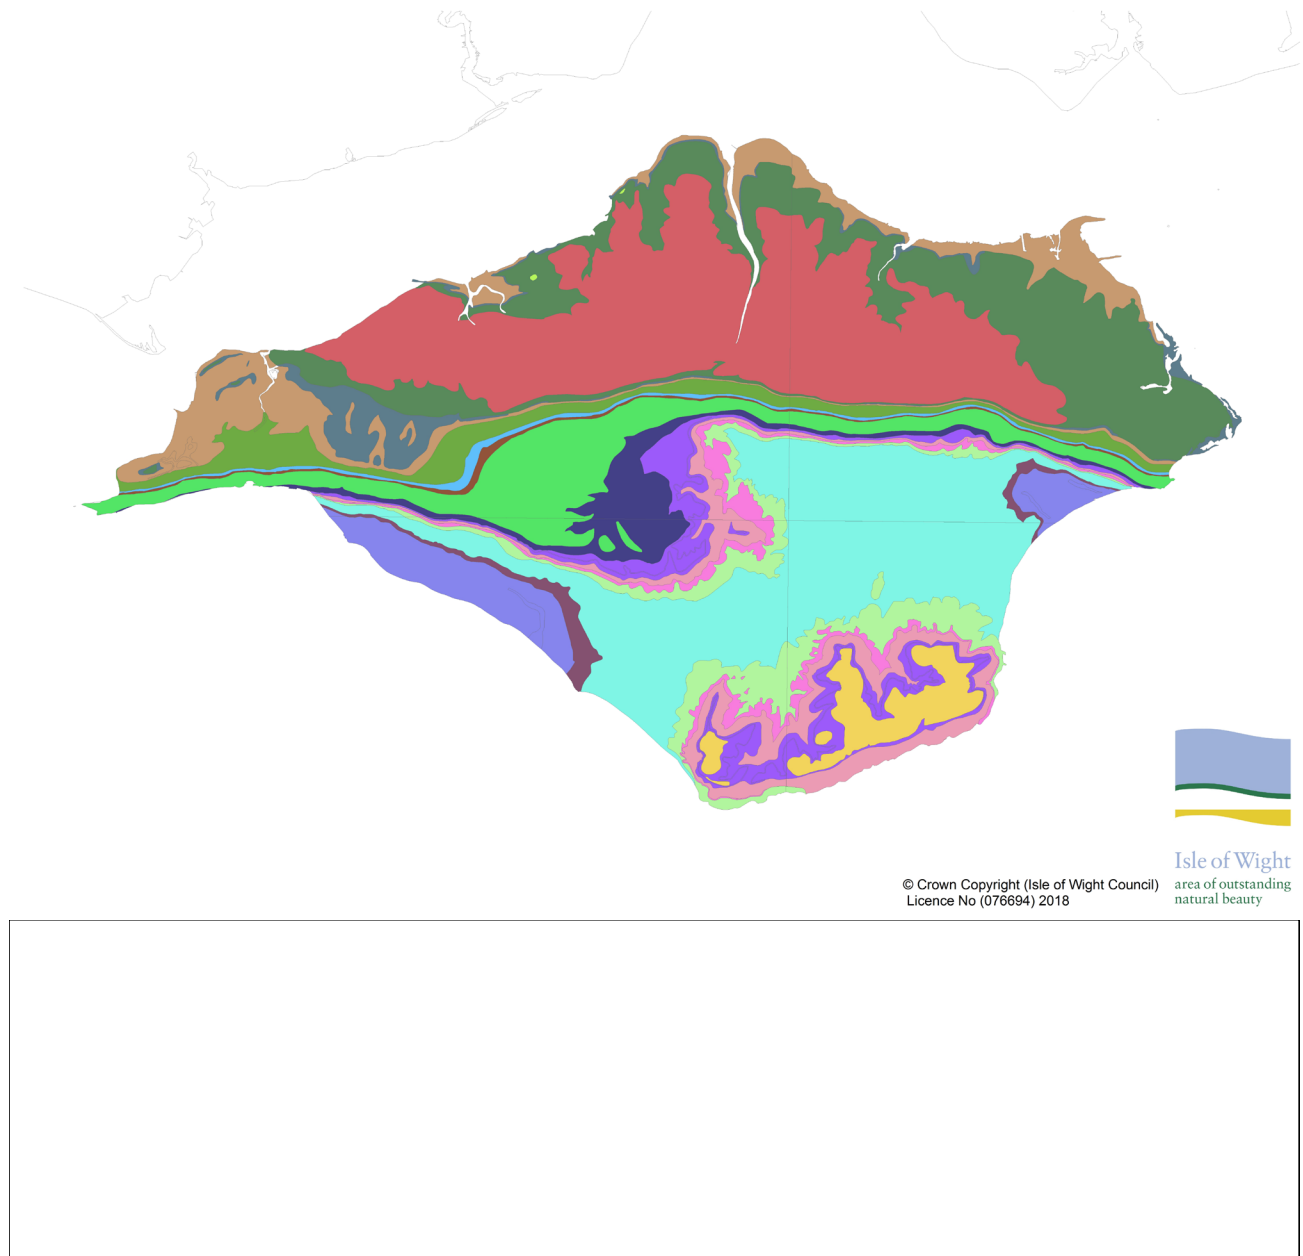 © Crown Copyright (Isle of Wight Council)
Licence No (076694) 2018
Isle of Wight
area of outstanding
natural beauty